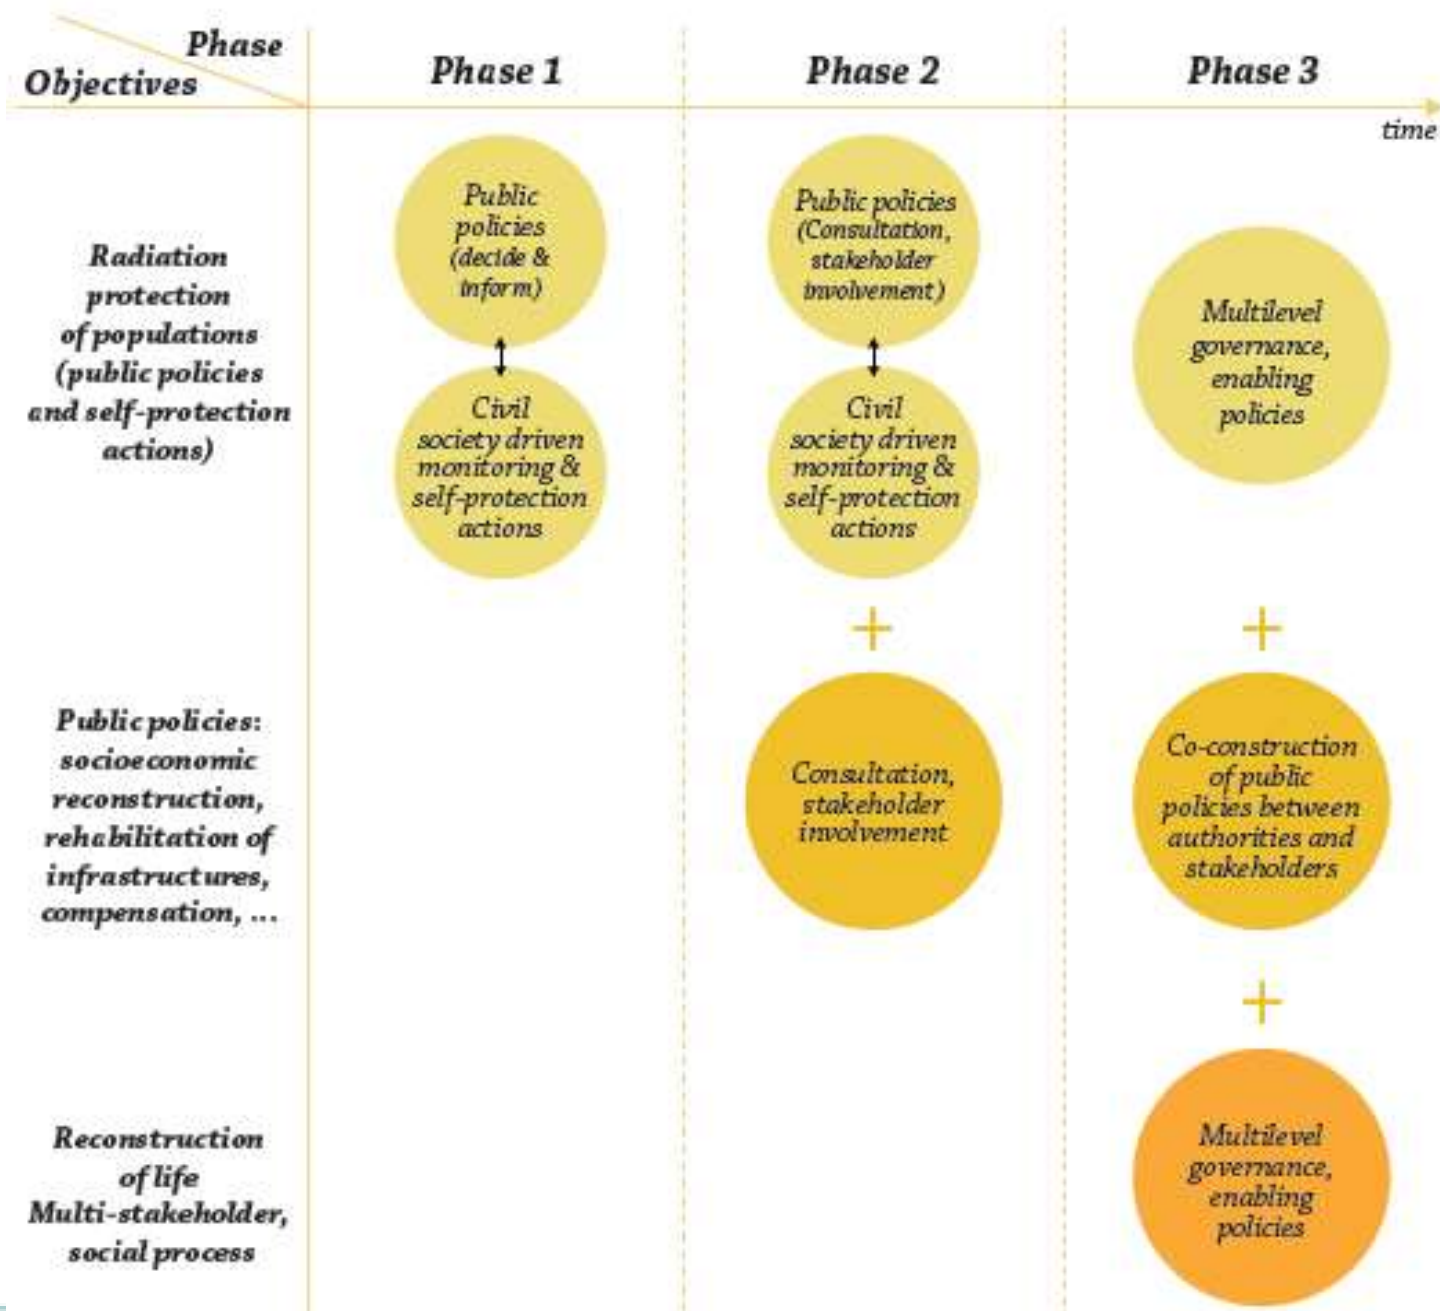 Phase
Objectives
Phase 1
Phase 2
Phase 3
time
Radiation
protection
of populations
(public policies
and self-protection
actions)
Public
policies
(decide &
inform)
Civil
society driven
monitoring &
self-protection
actions
Public policies
(Consultation,
stakeholder
involvement)
Civil
society driven
monitoring &
self-protection
actions
Multilevel
governance,
enabling
policies
+
+
Public policies:
socioeconomic
reconstruction,
rehabilitation of
infrastructures,
compensation, ...
Consultation,
stakeholder
involvement
Co-construction
of public
policies between
authorities and
stakeholders
+
Reconstruction
of life
Multi-stakeholder,
social process
Multilevel
governance,
enabling
policies